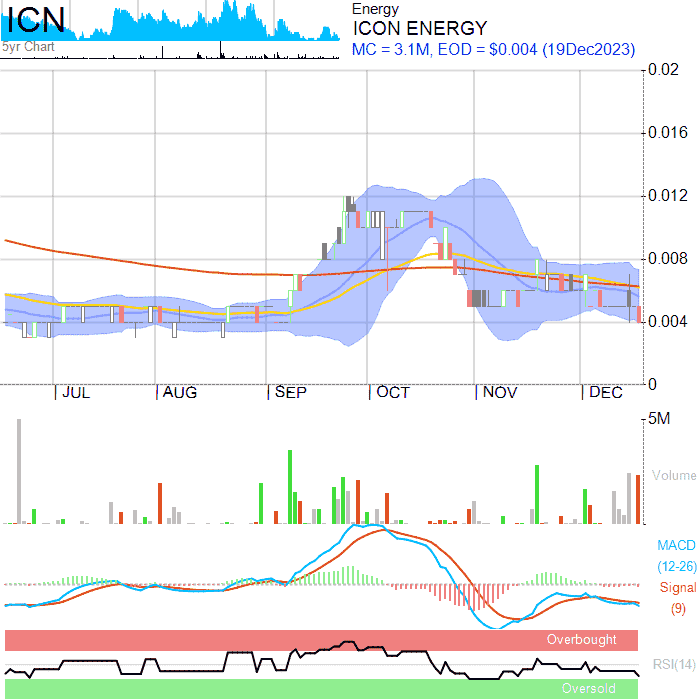 ICN
5yr Chart
Energy
ICON ENERGY
MC = 3.1M, EOD = $0.004 (19Dec2023)
0.02
0.016
0.012
0.008
0.004
0
JUL AUG SEP OCT NOV DEC
5M
Volume
MACD
(12-26)
Signal
(9)
Overbought
RSI(14)
Oversold